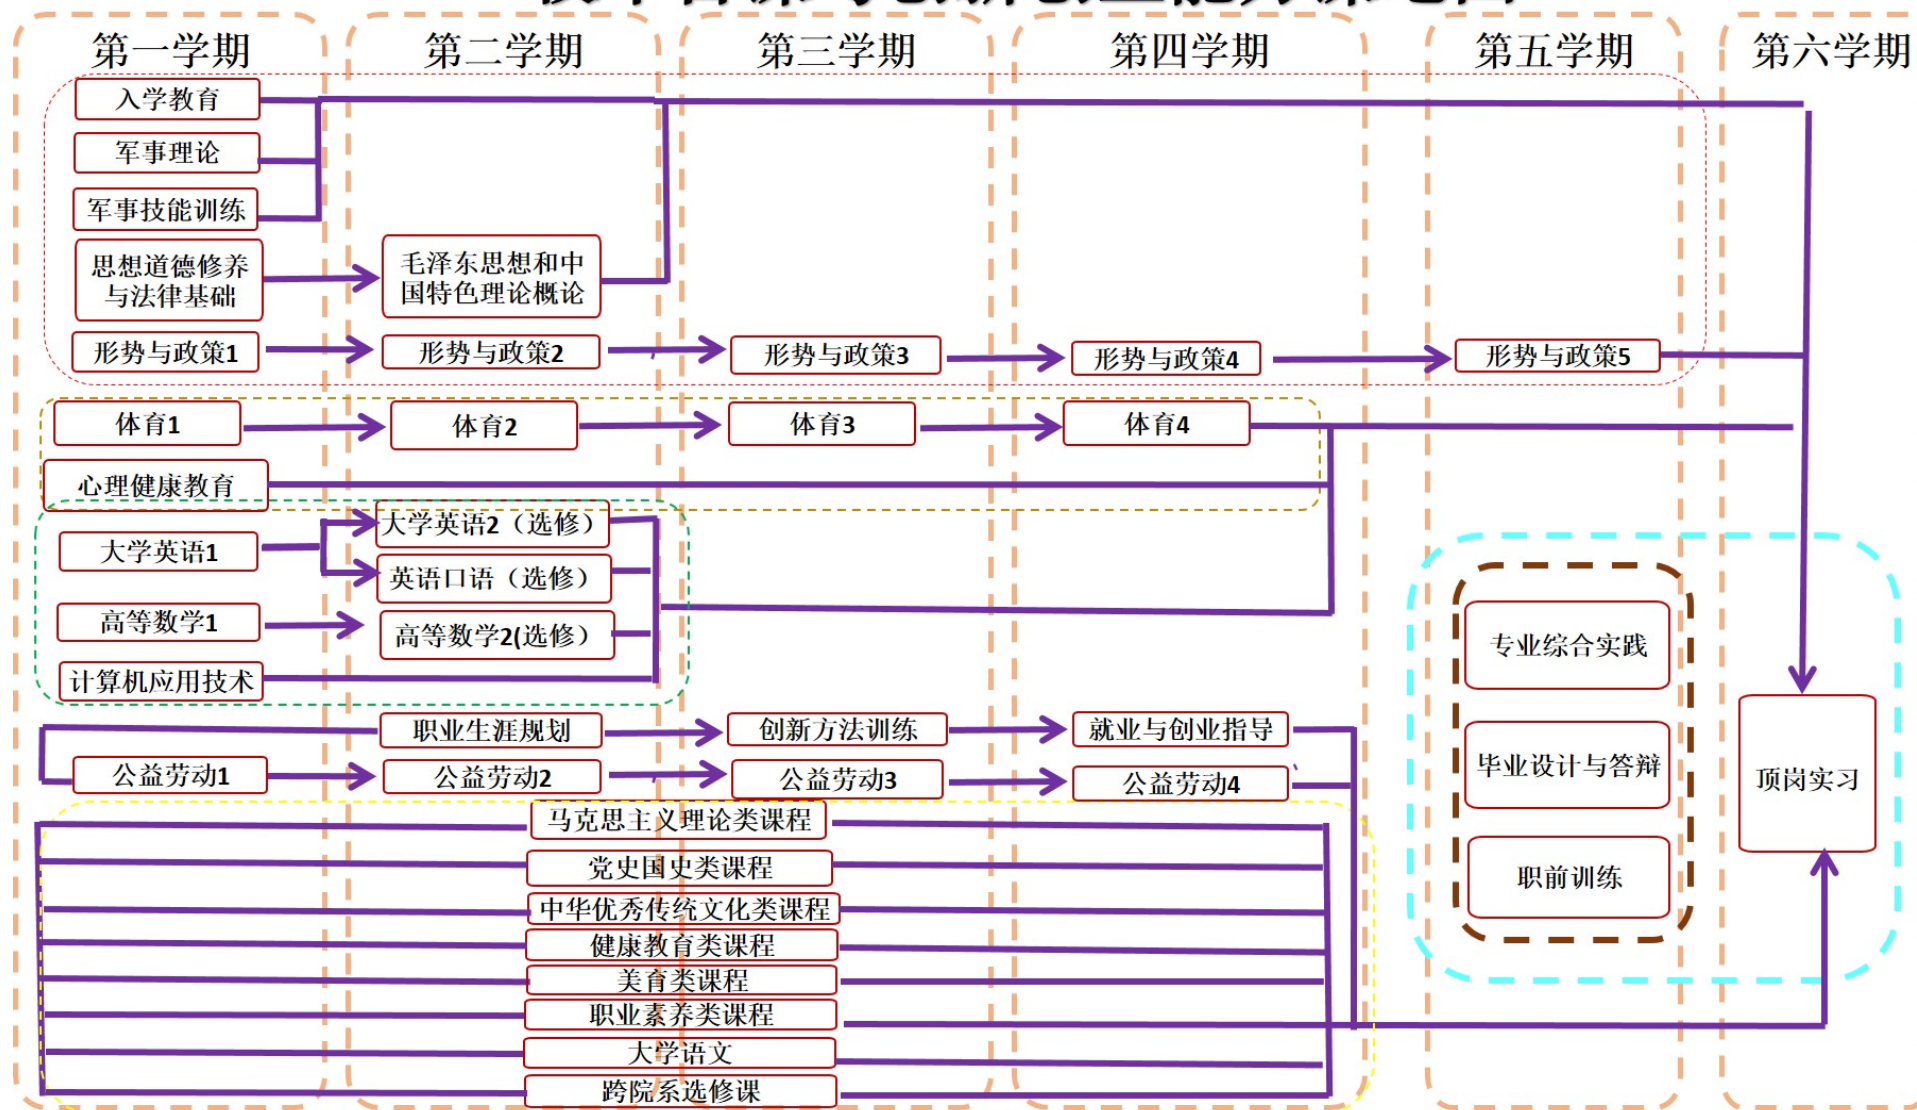 第一学期
第二学期
第三学期
第四学期
第五学期
第六学期
入学教育
军事理论
军事技能训练
思想道德修养
与法律基础
毛泽东思想和中
国特色理论概论
形势与政策1
形势与政策2
形势与政策3
形势与政策4
形势与政策5
体育1
体育2
体育3
体育4
心理健康教育
大学英语1
大学英语2（选修）
英语口语（选修）
高等数学1
高等数学2(选修）
计算机应用技术
职业生涯规划
创新方法训练
就业与创业指导
公益劳动1
公益劳动2
公益劳动3
公益劳动4
马克思主义理论类课程
党史国史类课程
中华优秀传统文化类课程
健康教育类课程
美育类课程
职业素养类课程
大学语文
跨院系选修课
专业综合实践
毕业设计与答辩
职前训练
顶岗实习